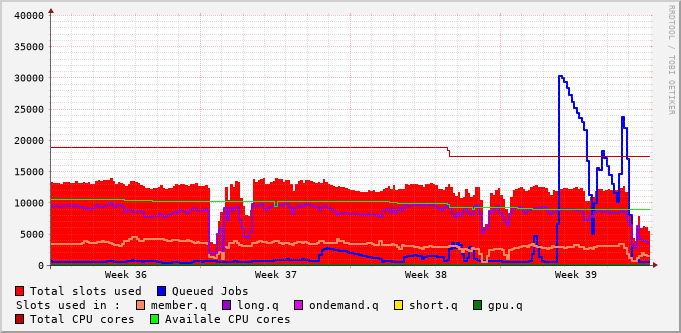 RRDTOOL / TOBI OETIKER
40000
35000
30000
25000
20000
15000
10000
5000
0
Week 36 Week 37 Week 38 Week 39
Total slots used Queued Jobs
Slots used in : member.q long.q ondemand.q short.q gpu.q
Total CPU cores Availale CPU cores